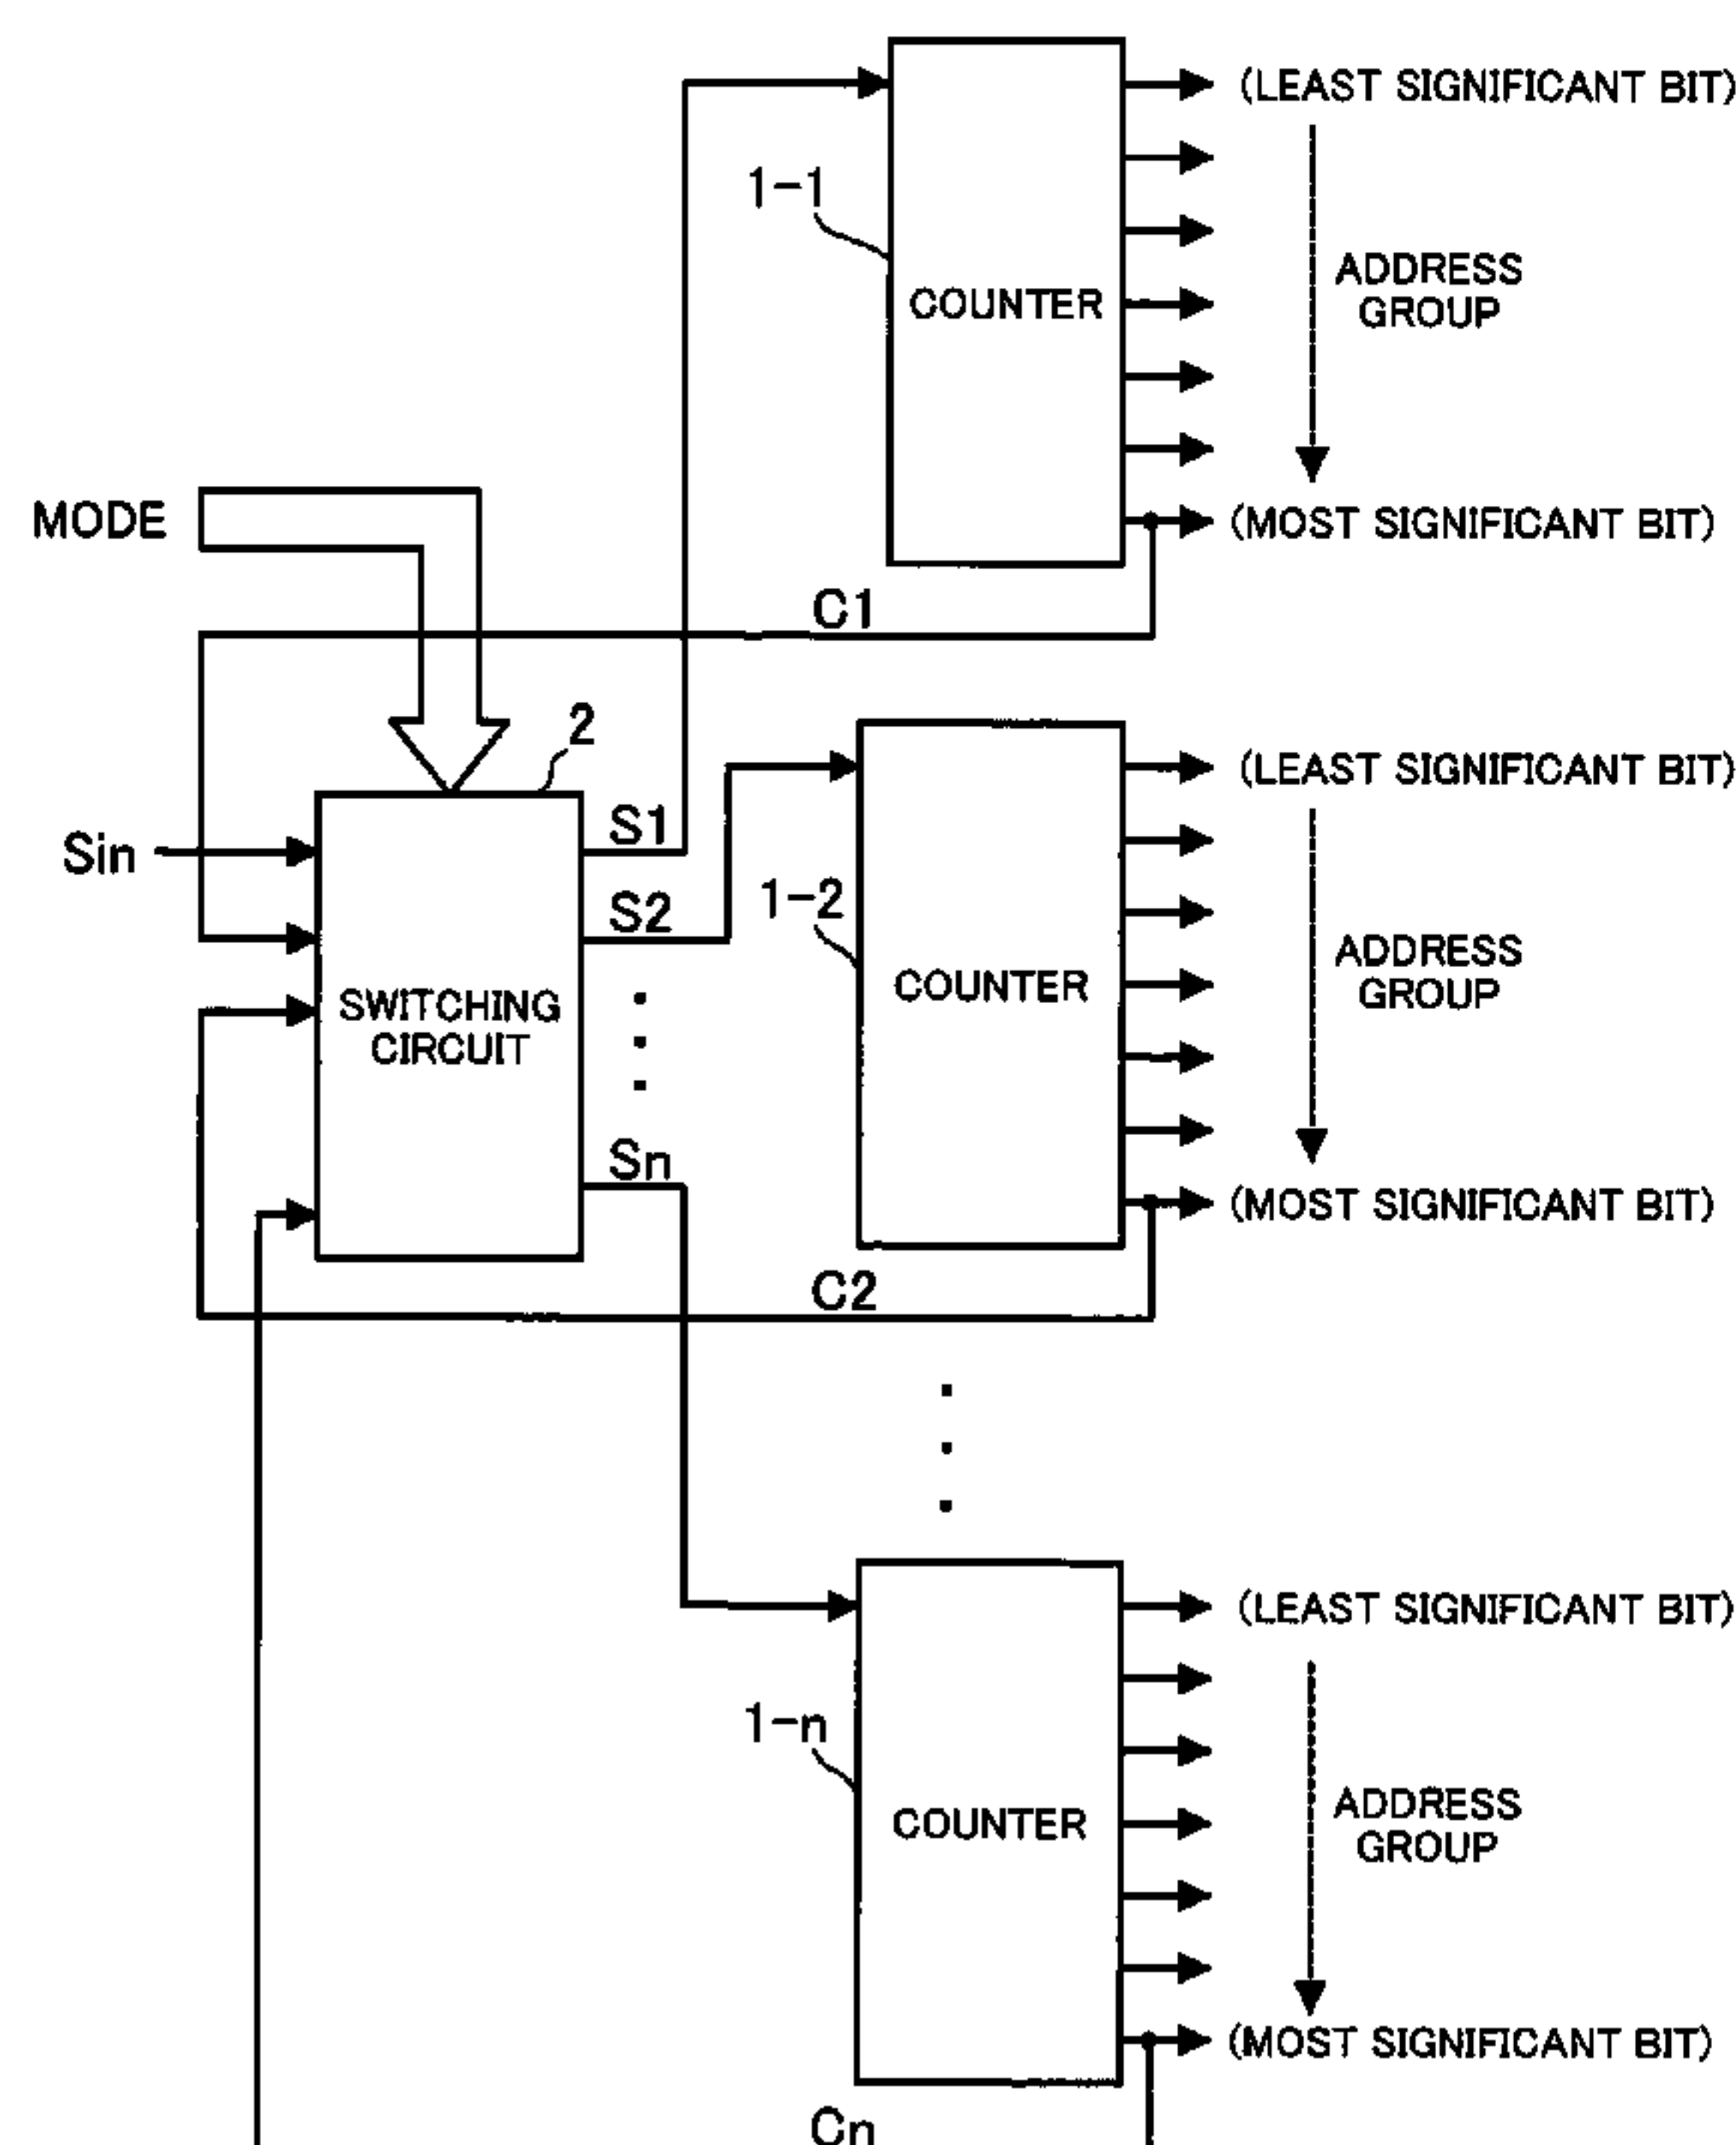 (LEAST SIGNIFICANT BIT)
1-1
COUNTER
ADDRESS
GROUP
MODE
(MOST SIGNIFICANT BIT)
C1
2
(LEAST SIGNIFICANT BIT)
Sin
S1
S2
1-2
COUNTER
ADDRESS
GROUP
SWITCHING
CIRCUIT
Sn
(MOST SIGNIFICANT BIT)
C2
(LEAST SIGNIFICANT BIT)
1-n
COUNTER
ADDRESS
GROUP
(MOST SIGNIFICANT BIT)
Cn